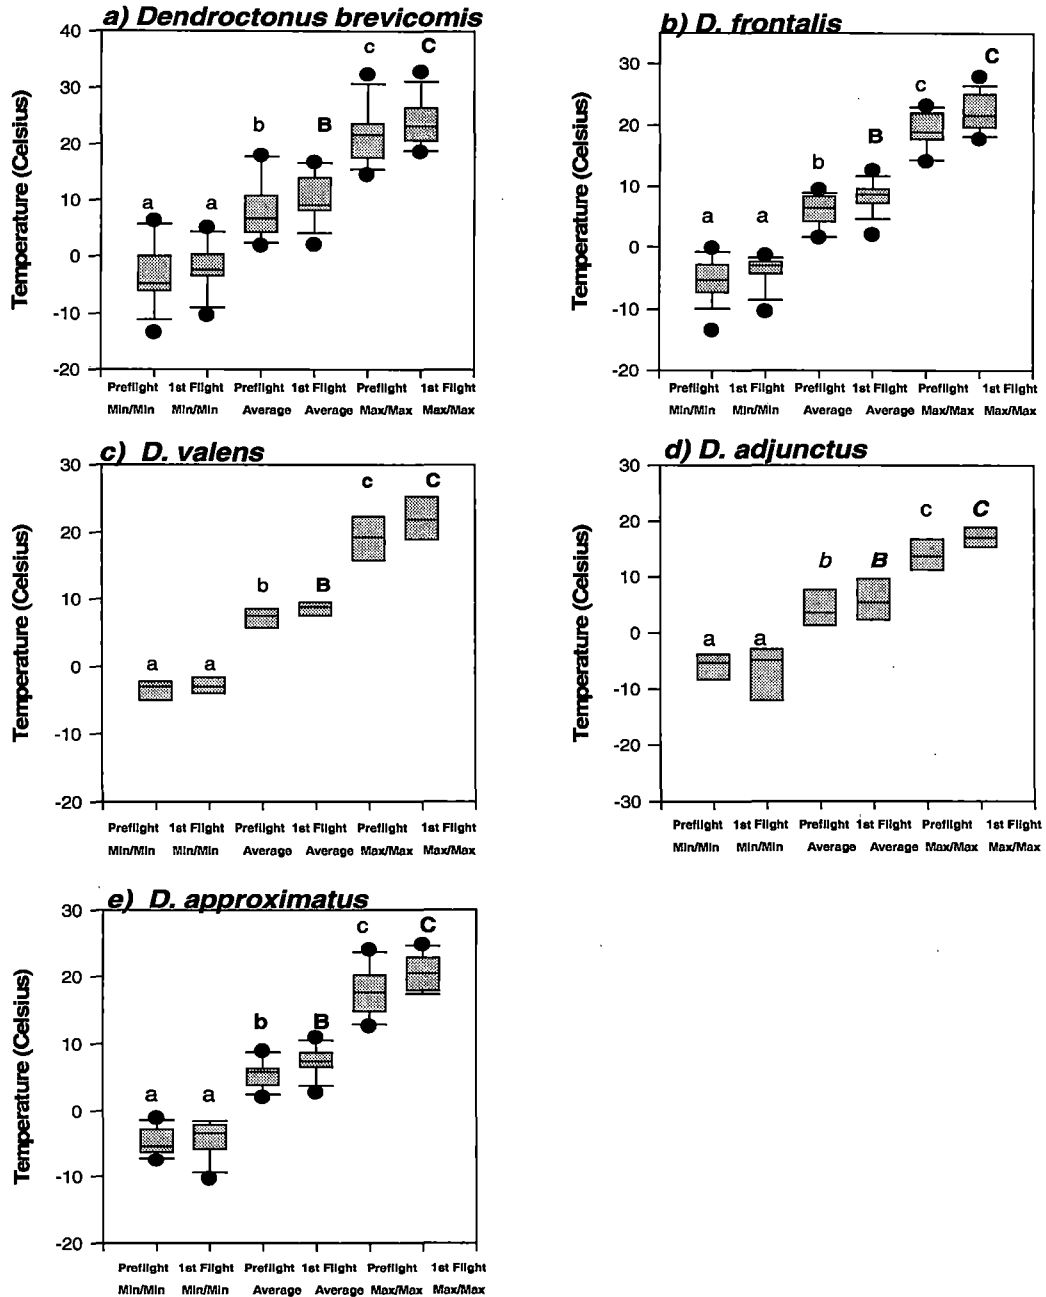 a) Dendroctonus brevicomis
Temperature (Celsius)
40
30
20
10
0
-10
-20
a
a
b
B
c
C
Preflight 1st Flight Preflight 1st Flight Preflight 1st Flight
Min/Min Min/Min Average Average Max/Max Max/Max
b) D. frontalis
Temperature (Celsius)
30
20
10
0
-10
-20
a
a
b
B
c
C
Preflight 1st Flight Preflight 1st Flight Preflight 1st Flight
Min/Min Min/Min Average Average Max/Max Max/Max
c) D. valens
Temperature (Celsius)
30
20
10
0
-10
-20
a
a
b
B
c
C
Preflight 1st Flight Preflight 1st Flight Preflight 1st Flight
Min/Min Min/Min Average Average Max/Max Max/Max
d) D. adjunctus
Temperature (Celsius)
30
20
10
0
-10
-20
-30
a
a
b
B
c
C
Preflight 1st Flight Preflight 1st Flight Preflight 1st Flight
Min/Min Min/Min Average Average Max/Max Max/Max
e) D. approximatus
Temperature (Celsius)
30
20
10
0
-10
-20
a
a
b
B
c
C
Preflight 1st Flight Preflight 1st Flight Preflight 1st Flight
Min/Min Min/Min Average Average Max/Max Max/Max